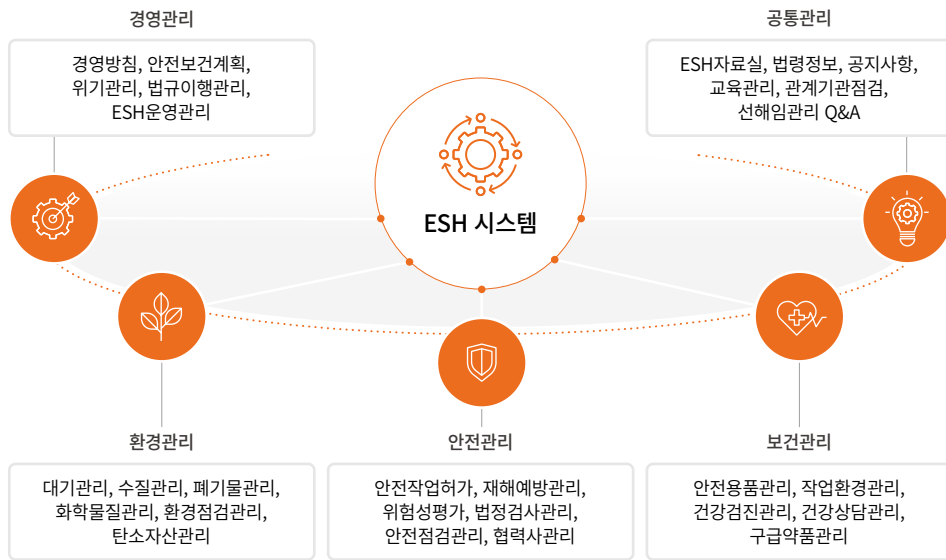 경영관리
경영방침, 안전보건계획,
위기관리, 법규이행관리,
ESH운영관리
공통관리
ESH자료실, 법령정보, 공지사항,
교육관리, 관계기관점검,
선해임관리 Q&A
ESH 시스템
환경관리
대기관리, 수질관리, 폐기물관리,
화학물질관리, 환경점검관리,
탄소자산관리
안전관리
안전작업허가, 재해예방관리,
위험성평가, 법정검사관리,
안전점검관리, 협력사관리
보건관리
안전용품관리, 작업환경관리,
건강검진관리, 건강상담관리,
구급약품관리